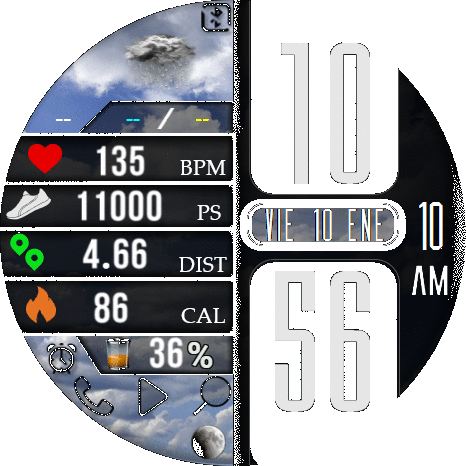 -- -- / --
135 BPM
11000 PS
4.66 DIST
86 CAL
36%
10
VIE 10 ENE
10
AM
56